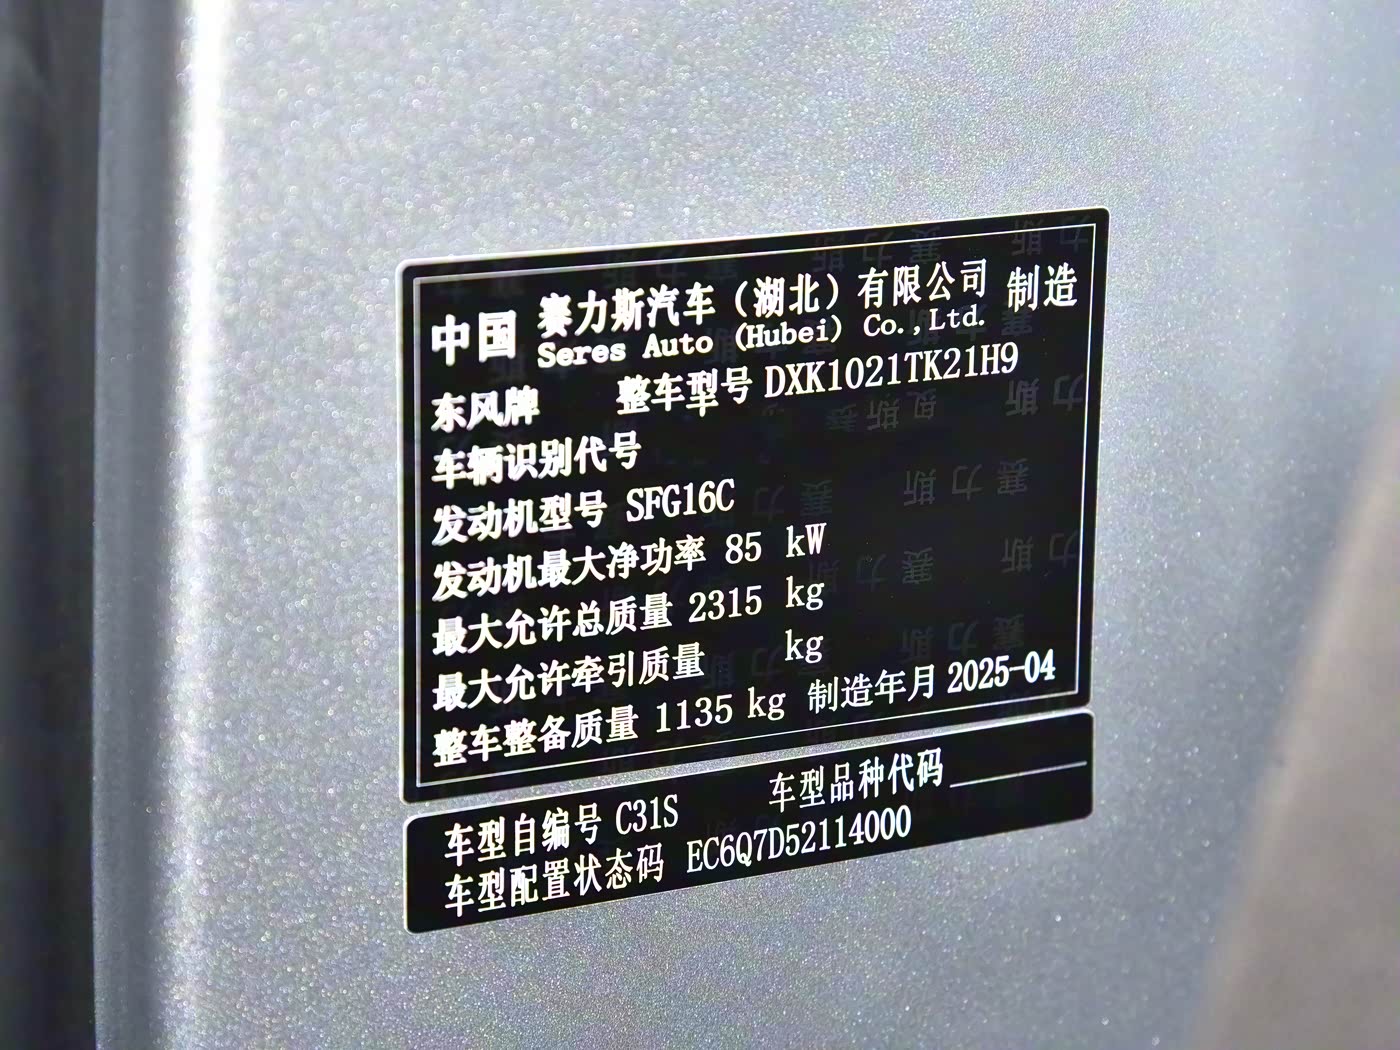 中国 赛力斯汽车（湖北）有限公司 制造
Seres Auto (Hubei) Co.,Ltd.
东风牌 整车型号 DXK1021TK21H9
车辆识别代号
发动机型号 SFG16C
发动机最大净功率 85 kW
最大允许总质量 2315 kg
最大允许牵引质量 kg
整车整备质量 1135 kg 制造年月 2025-04
车型自编号 C31S 车型品种代码
车型配置状态码 EC6Q7D52114000